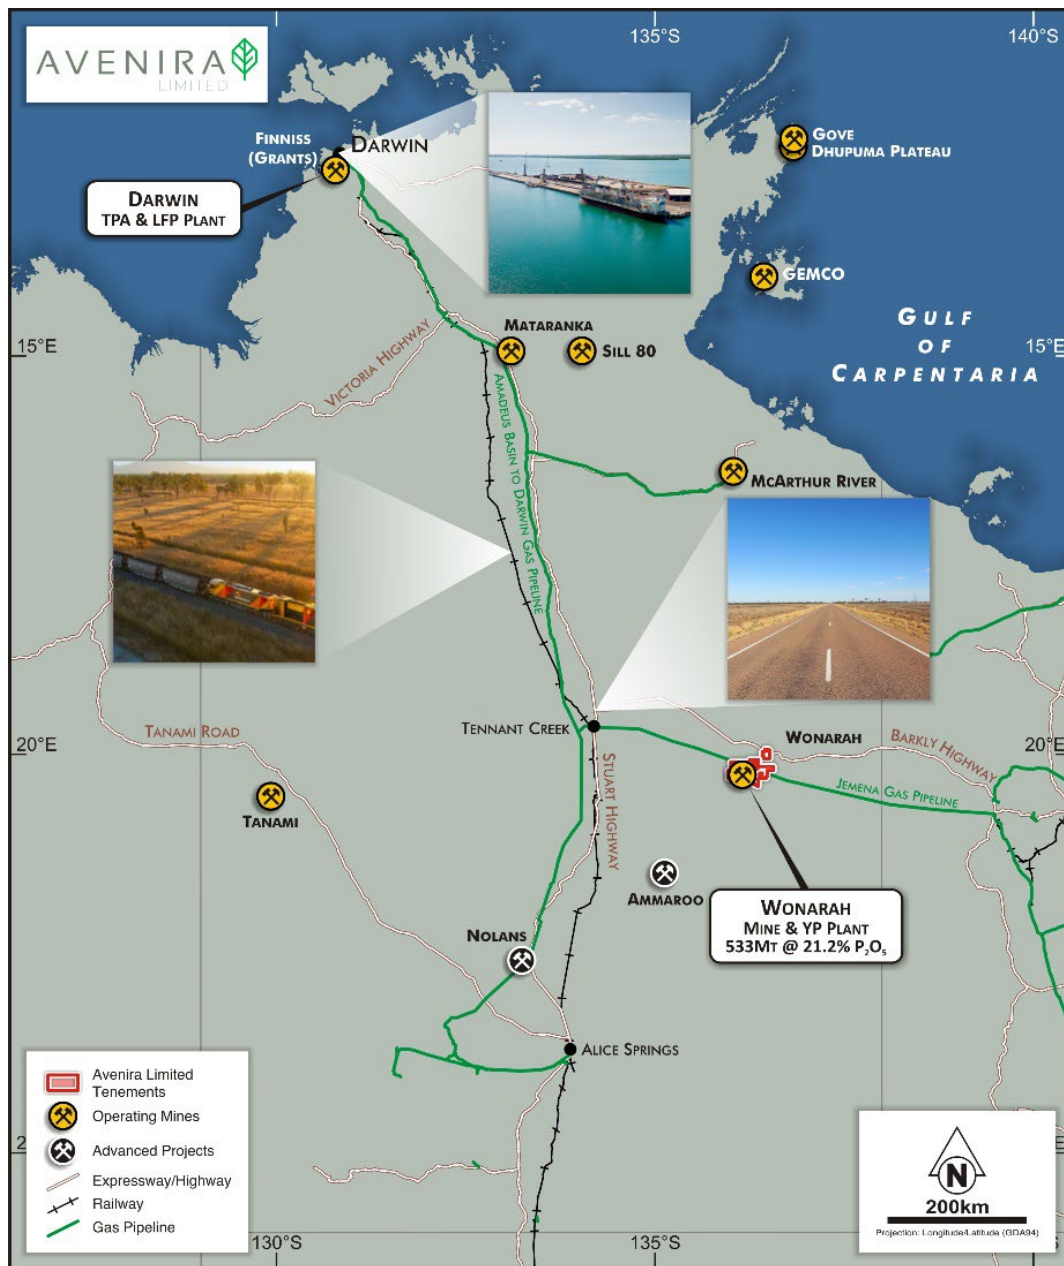 AVENIRA
LIMITED
135°S
140°S
FINNISS
(GRANTS)
DARWIN
GOVE
DHUPUMA PLATEAU
DARWIN
TPA & LFP PLANT
GEMCO
GULF
OF
CARPENTARIA
MATARANKA
SILL 80
15°E
15°E
VICTORIA HIGHWAY
AMADEUS BASIN TO DARWIN GAS PIPELINE
MCARTHUR RIVER
TENNANT CREEK
WONARAH
BARKLY HIGHWAY
20°E
20°E
TANAMI ROAD
STUART HIGHWAY
JEMENA GAS PIPELINE
TANAMI
AMMAROO
WONARAH
MINE & YP PLANT
533MT @ 21.2% P₂O₅
NOLANS
ALICE SPRINGS
Avenira Limited
Tenements
Operating Mines
Advanced Projects
Expressway/Highway
Railway
Gas Pipeline
N
200km
Projection: Longitude/Latitude (GDA94)
130°S
135°S